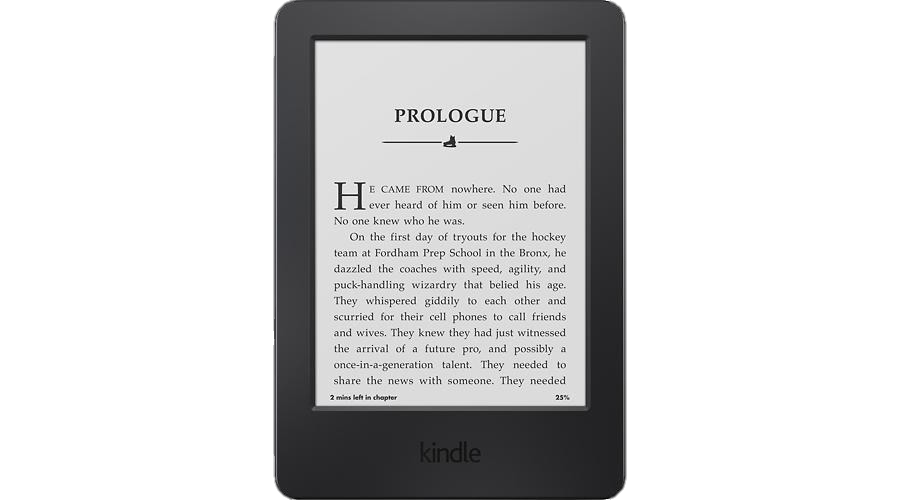 PROLOGUE
HE CAME FROM nowhere. No one had
ever heard of him or seen him before.
No one knew who he was.
On the first day of tryouts for the hockey
team at Fordham Prep School in the Bronx, he
dazzled the coaches with speed, agility, and
puck-handling wizardry that belied his age.
They whispered giddily to each other and
scurried for their cell phones to call friends
and wives. They knew they had just witnessed
the arrival of a future pro, and possibly a
once-in-a-generation talent. They needed to
share the news with someone. They needed
2 mins left in chapter 25%
kindle